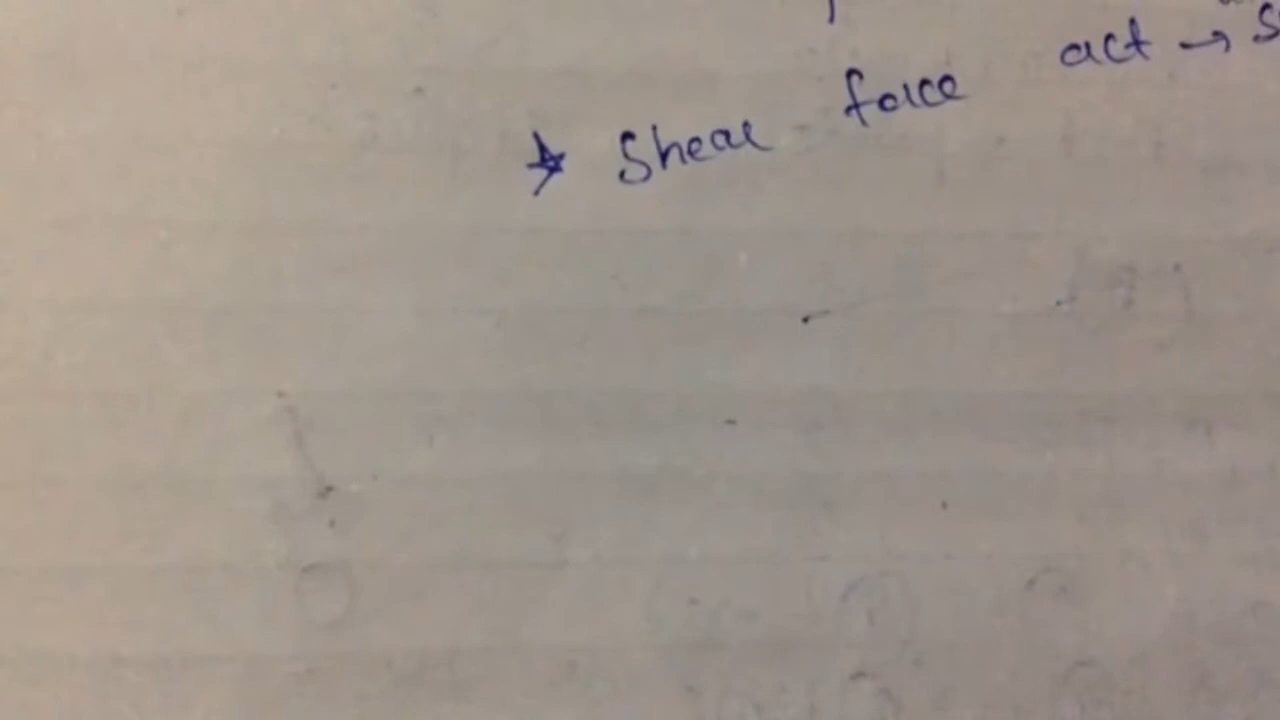 ★ Shear force act →